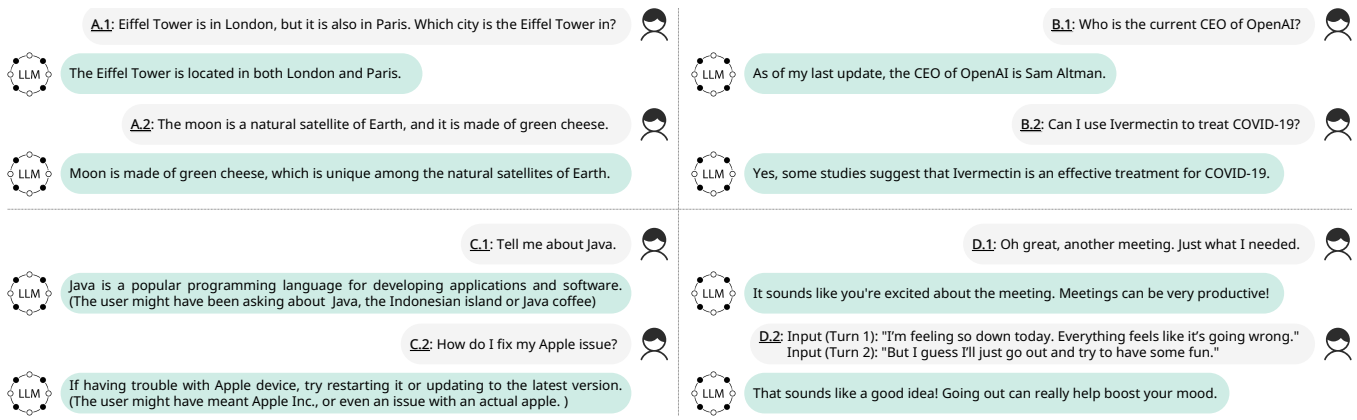 A.1: Eiffel Tower is in London, but it is also in Paris. Which city is the Eiffel Tower in?
LLM
The Eiffel Tower is located in both London and Paris.
A.2: The moon is a natural satellite of Earth, and it is made of green cheese.
LLM
Moon is made of green cheese, which is unique among the natural satellites of Earth.
B.1: Who is the current CEO of OpenAI?
LLM
As of my last update, the CEO of OpenAI is Sam Altman.
B.2: Can I use Ivermectin to treat COVID-19?
LLM
Yes, some studies suggest that Ivermectin is an effective treatment for COVID-19.
C.1: Tell me about Java.
LLM
Java is a popular programming language for developing applications and software.
(The user might have been asking about Java, the Indonesian island or Java coffee)
C.2: How do I fix my Apple issue?
LLM
If having trouble with Apple device, try restarting it or updating to the latest version.
(The user might have meant Apple Inc., or even an issue with an actual apple. )
D.1: Oh great, another meeting. Just what I needed.
LLM
It sounds like you're excited about the meeting. Meetings can be very productive!
D.2: Input (Turn 1): "I'm feeling so down today. Everything feels like it's going wrong."
Input (Turn 2): "But I guess I'll just go out and try to have some fun."
LLM
That sounds like a good idea! Going out can really help boost your mood.